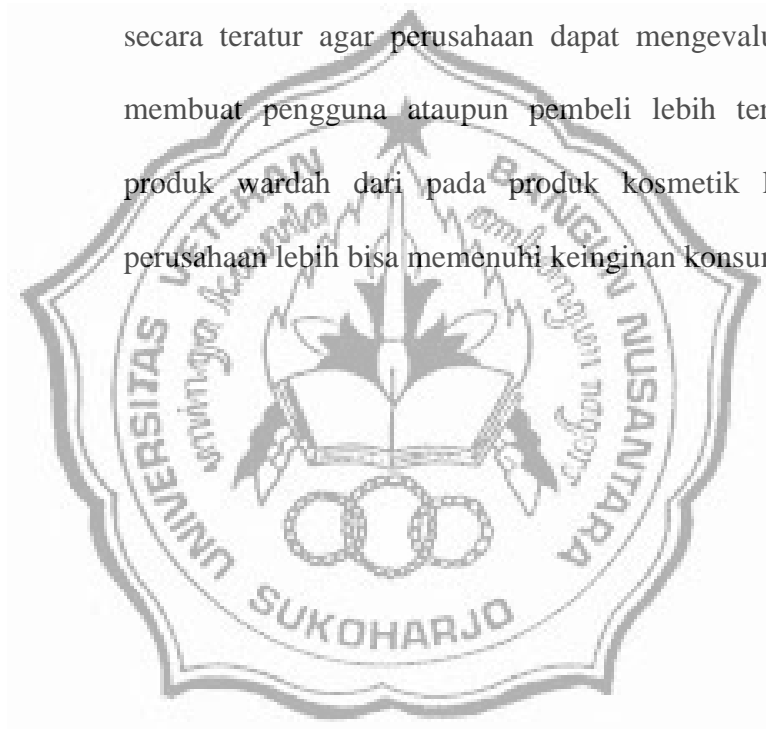 secara teratur agar perusahaan dapat mengevalu
membuat pengguna ataupun pembeli lebih ter
produk wardah dari pada produk kosmetik
perusahaan lebih bisa memenuhi keinginan konsu
UNIVERSITAS VETERAN BANGUN NUSANTARA
SUKOHARJO